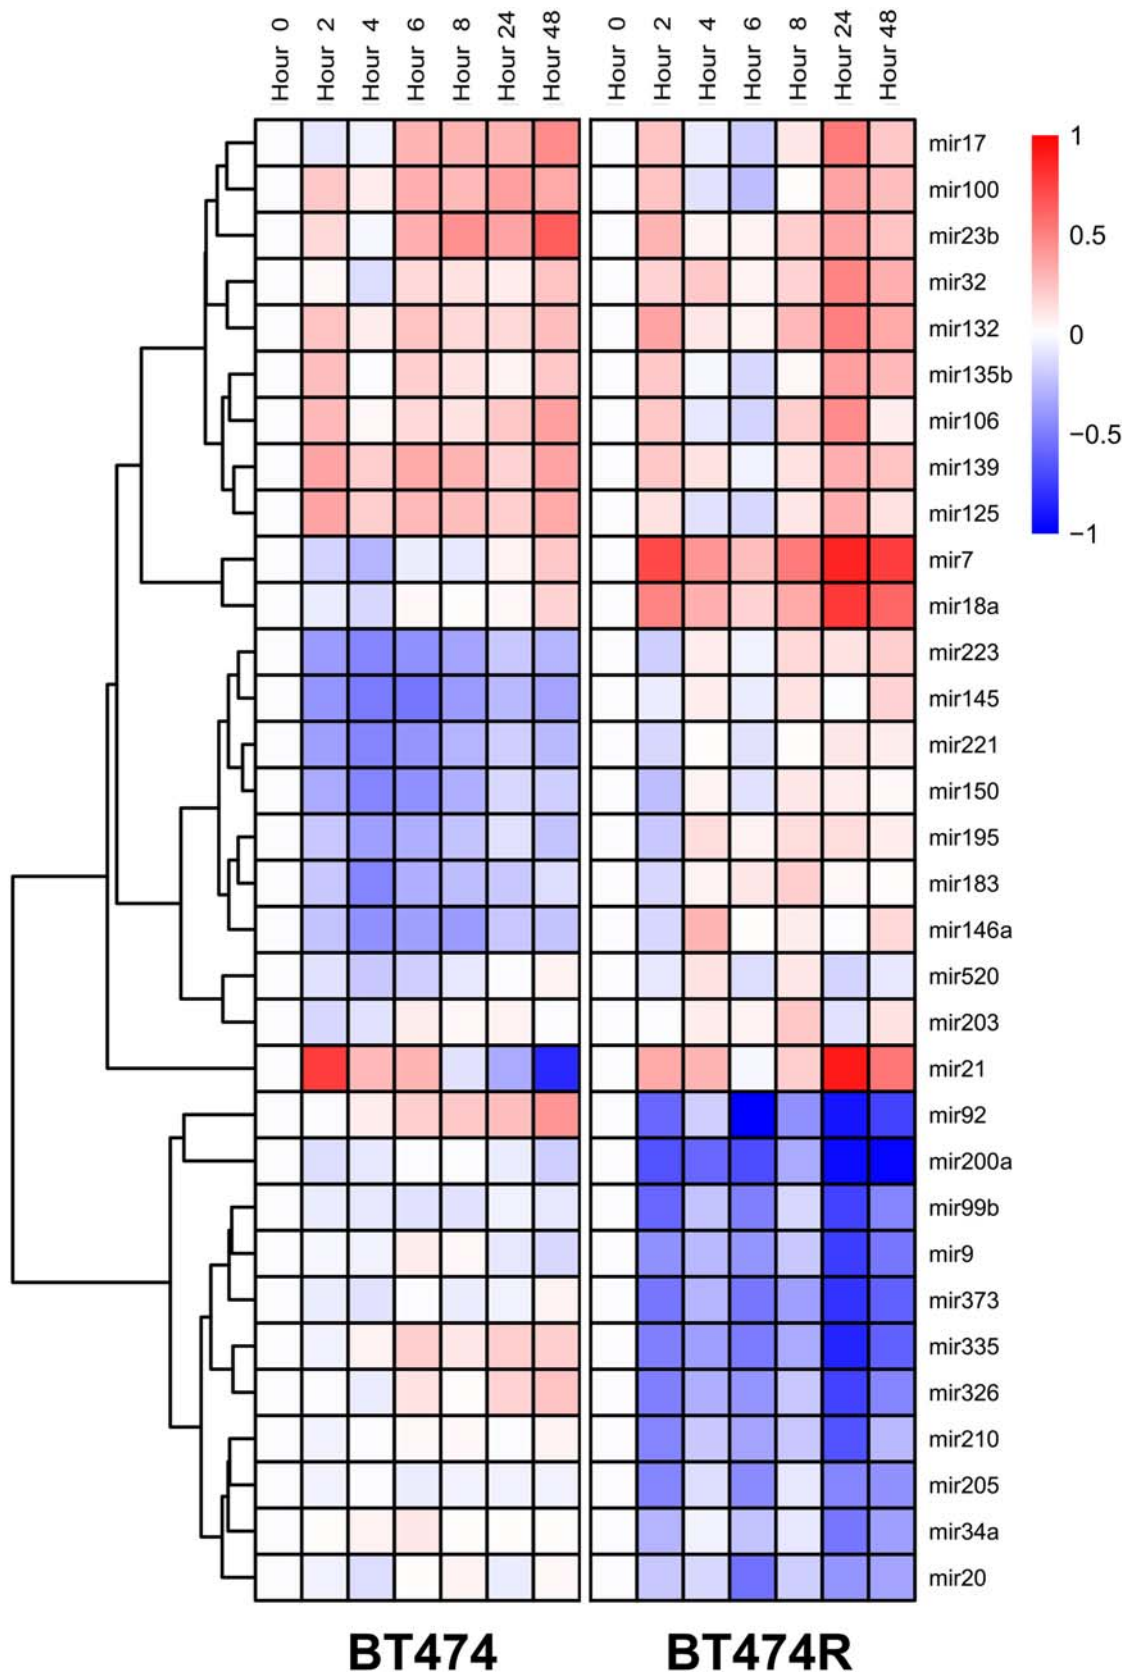 Hour 0 Hour 2 Hour 4 Hour 6 Hour 8 Hour 24 Hour 48 Hour 0 Hour 2 Hour 4 Hour 6 Hour 8 Hour 24 Hour 48
mir17
mir100
mir23b
mir32
mir132
mir135b
mir106
mir139
mir125
mir7
mir18a
mir223
mir145
mir221
mir150
mir195
mir183
mir146a
mir520
mir203
mir21
mir92
mir200a
mir99b
mir9
mir373
mir335
mir326
mir210
mir205
mir34a
mir20
1
0.5
0
−0.5
−1
BT474 BT474R